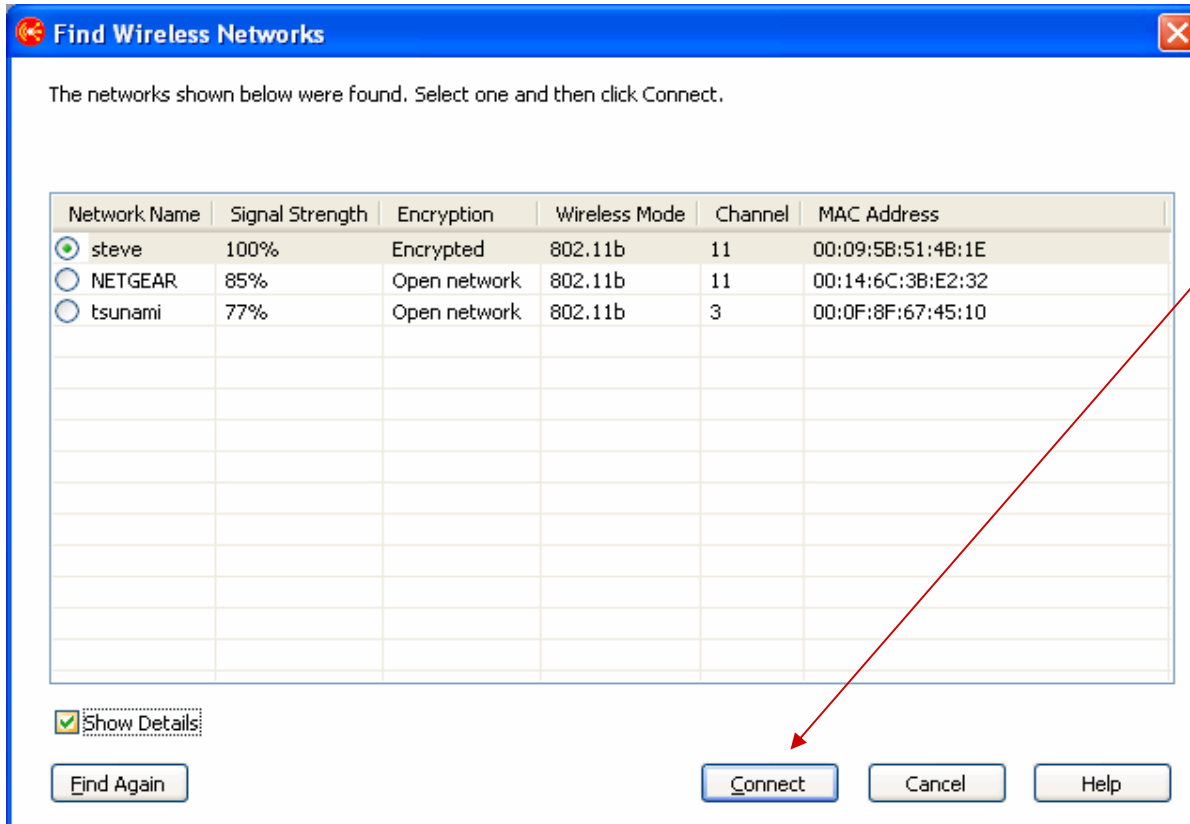 Find Wireless Networks
The networks shown below were found. Select one and then click Connect.
Network Name Signal Strength Encryption Wireless Mode Channel MAC Address
steve 100% Encrypted 802.11b 11 00:09:5B:51:4B:1E
NETGEAR 85% Open network 802.11b 11 00:14:6C:3B:E2:32
tsunami 77% Open network 802.11b 3 00:0F:8F:67:45:10
Show Details
Find Again Connect Cancel Help